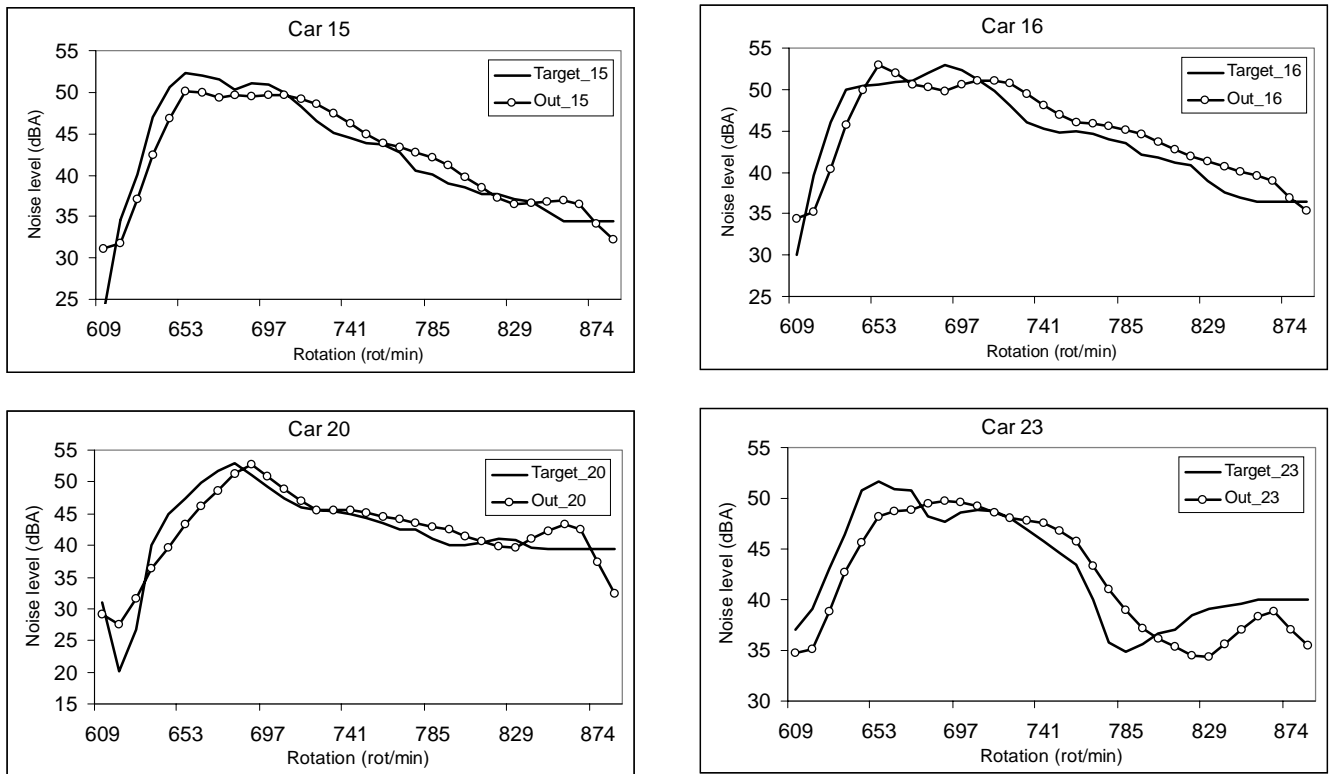 Car 15
55
50
45
40
35
30
25
Noise level (dBA)
Target_15
Out_15
609 653 697 741 785 829 874
Rotation (rot/min)
Car 16
55
50
45
40
35
30
25
Noise level (dBA)
Target_16
Out_16
609 653 697 741 785 829 874
Rotation (rot/min)
Car 20
55
50
45
40
35
30
25
20
15
Noise level (dBA)
Target_20
Out_20
609 653 697 741 785 829 874
Rotation (rot/min)
Car 23
55
50
45
40
35
30
Noise level (dBA)
Target_23
Out_23
609 653 697 741 785 829 874
Rotation (rot/min)